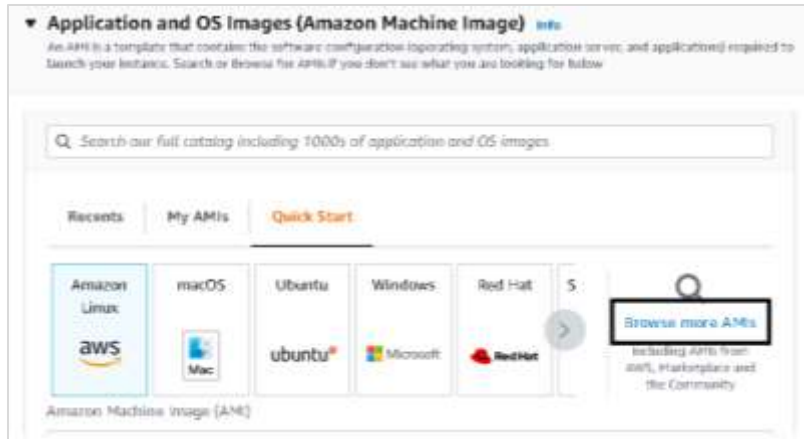 ▼ Application and OS Images (Amazon Machine Image) Info
An AMI is a template that contains the software configuration (operating system, application server, and applications) required to
launch your instance. Search or Browse for AMIs if you don't see what you are looking for below
Search our full catalog including 1000s of application and OS images
Recents
My AMIs
Quick Start
Amazon
Linux
aws
macOS
Mac
Ubuntu
ubuntu
Windows
Microsoft
Red Hat
Red Hat
S
Browse more AMIs
Including AMIs from
AWS, Marketplace and
the Community
Amazon Machine Image (AMI)